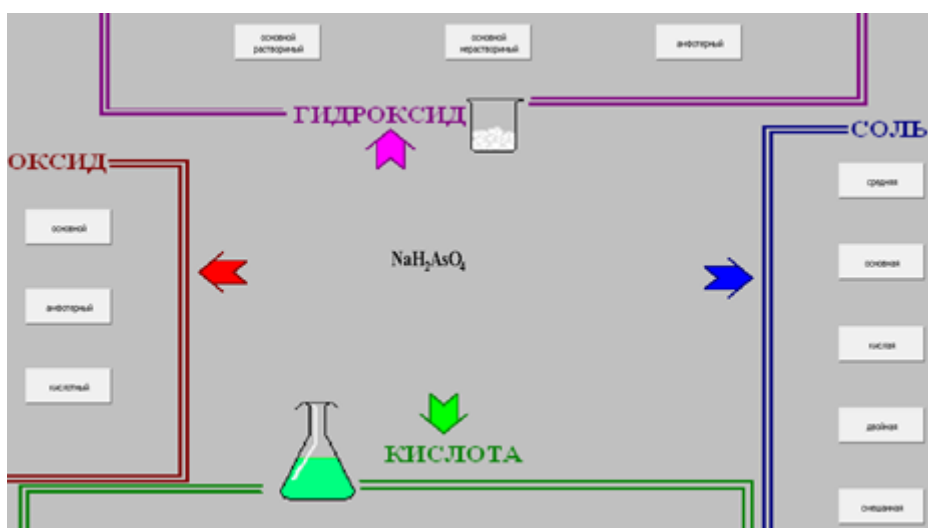 основной
растворимый
основной
нерастворимый
амфотерный
ГИДРОКСИД
СОЛЬ
ОКСИД
средняя
основной
NaH₂AsO₄
основная
амфотерный
кислая
кислотный
двойная
КИСЛОТА
смешанная